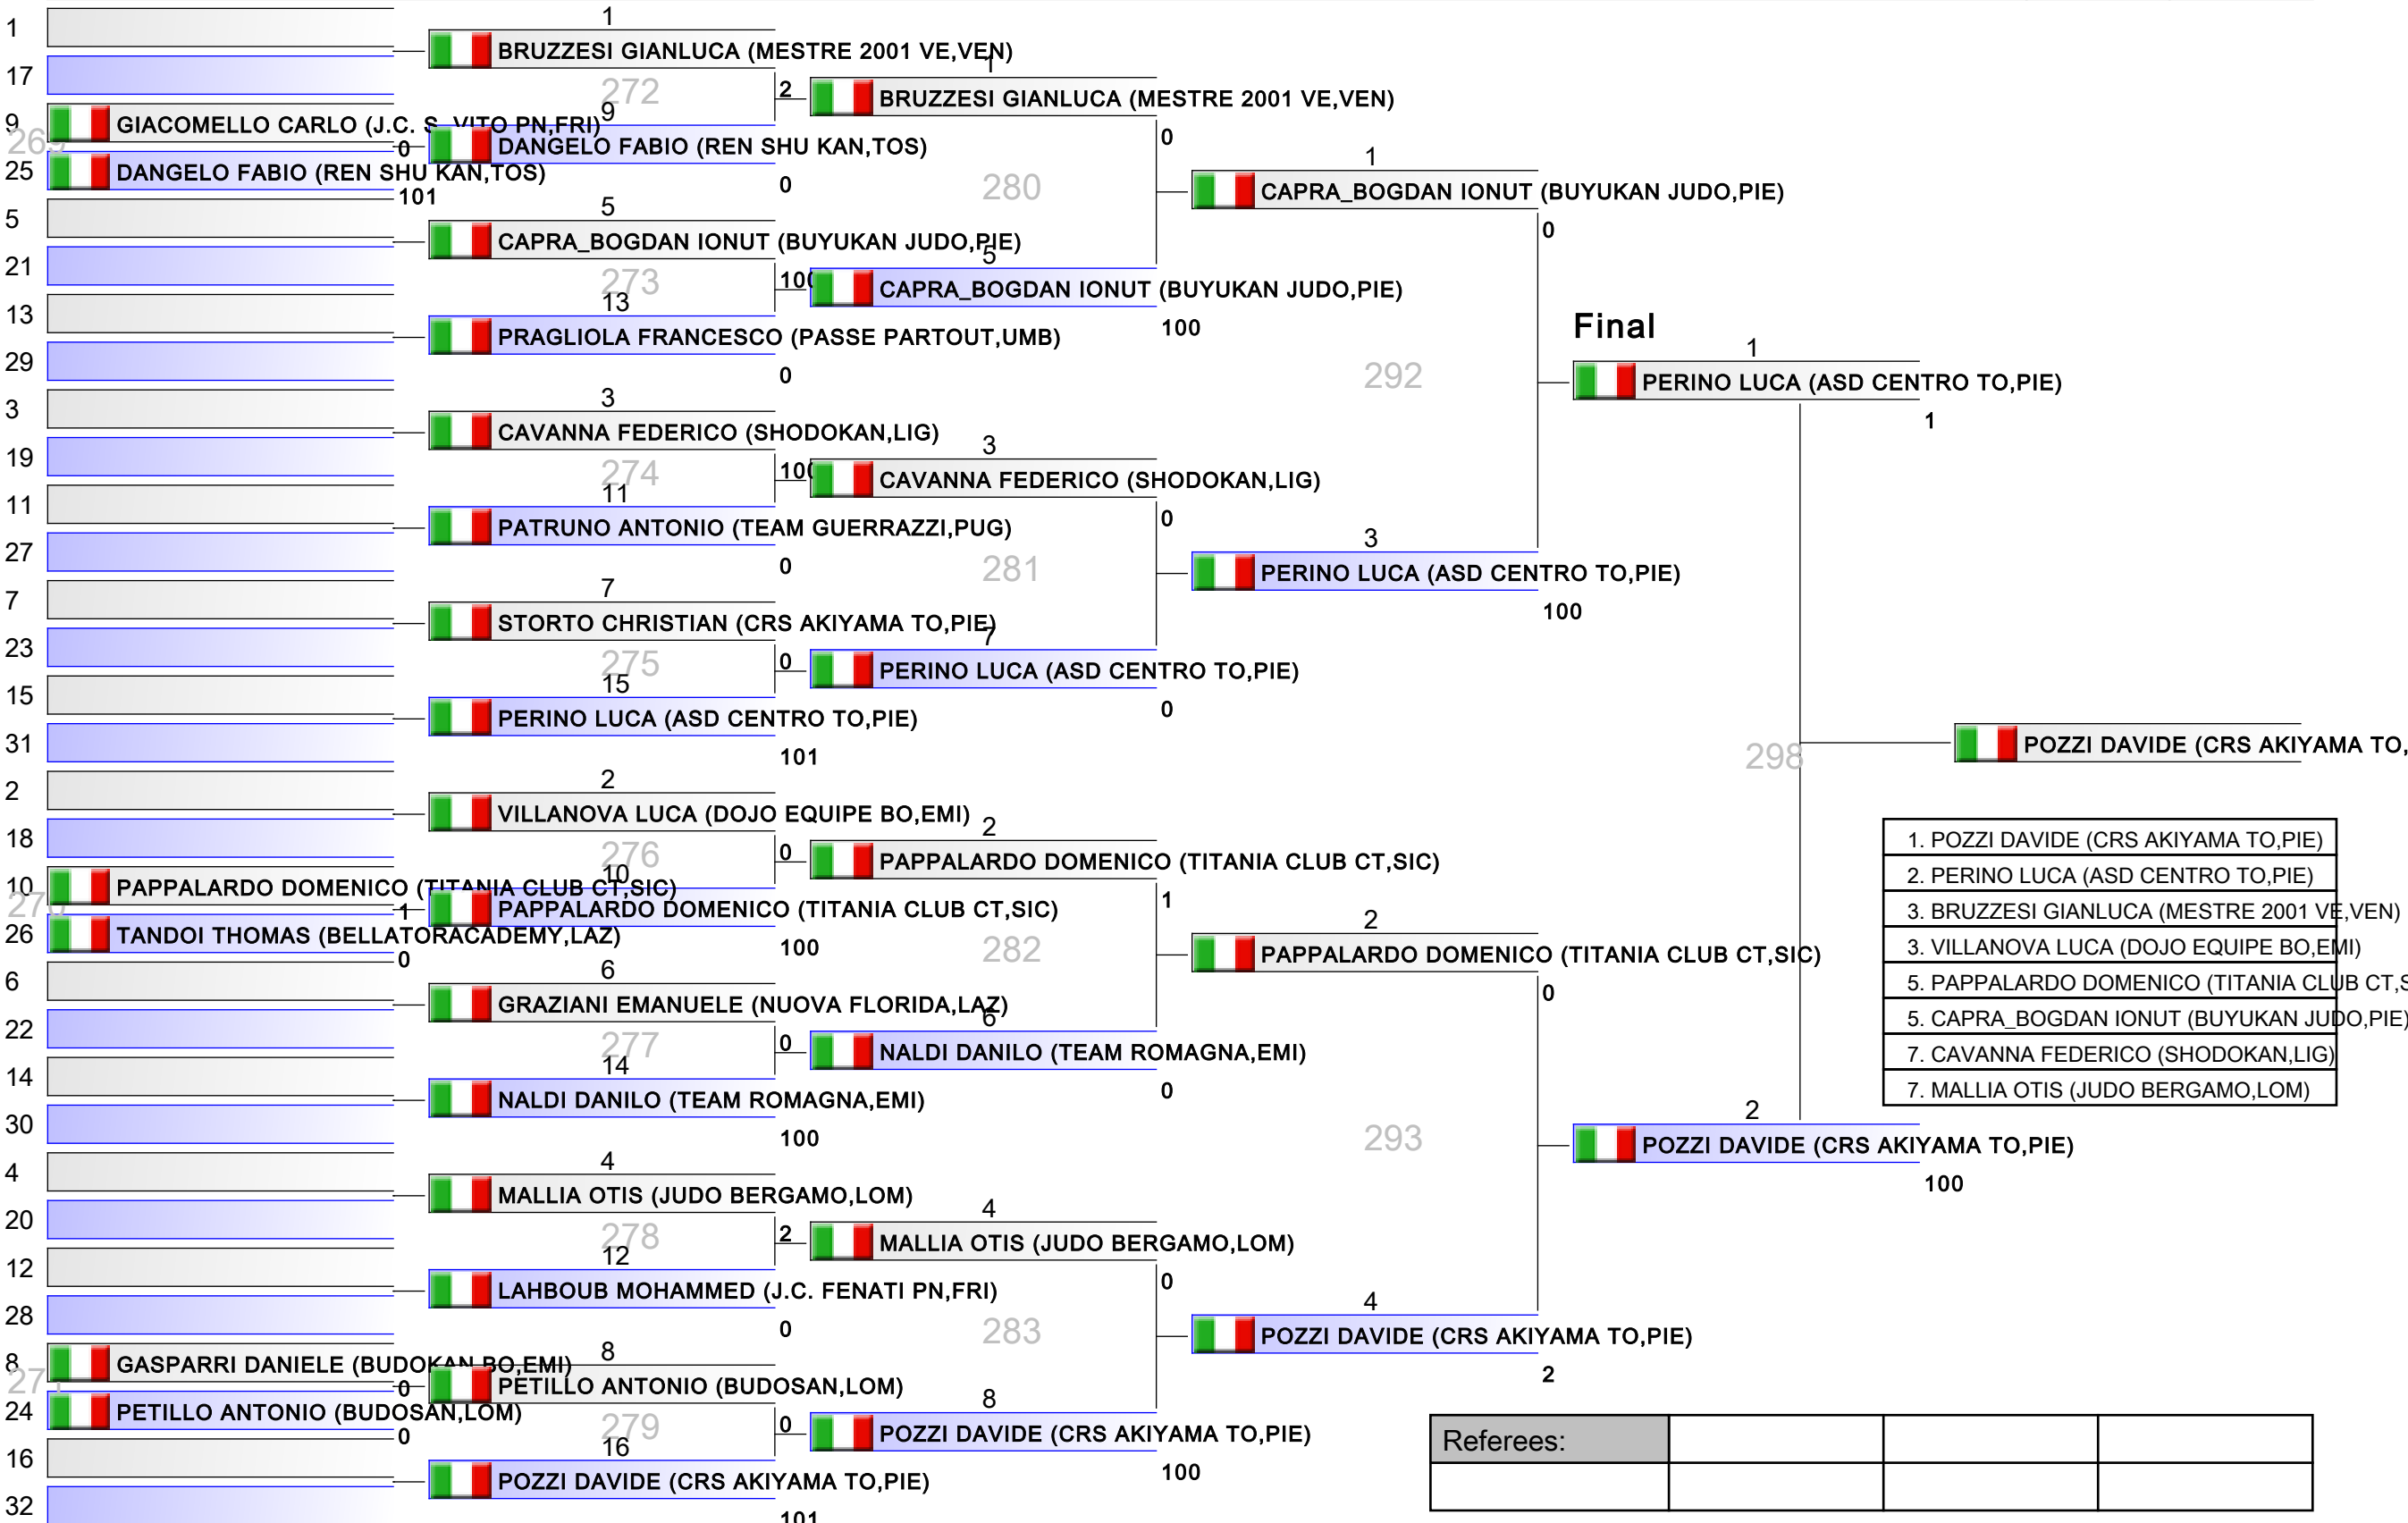 1
17
9 GIACOMELLO CARLO (J.C. S. VITO PN,FRI)
269
0
25 DANGELO FABIO (REN SHU KAN,TOS)
101
5
21
13
29
3
19
11
27
7
23
15
31
2
18
10 PAPPALARDO DOMENICO (TITANIA CLUB CT,SIC)
270
1
26 TANDOI THOMAS (BELLATORACADEMY,LAZ)
0
6
22
14
30
4
20
12
28
8 GASPARRI DANIELE (BUDOKAN BO,EMI)
0
24 PETILLO ANTONIO (BUDOSAN,LOM)
0
16
32
1
BRUZZESI GIANLUCA (MESTRE 2001 VE,VEN)
272
2
9
DANGELO FABIO (REN SHU KAN,TOS)
0
5
CAPRA_BOGDAN IONUT (BUYUKAN JUDO,PIE)
273
100
13
PRAGLIOLA FRANCESCO (PASSE PARTOUT,UMB)
0
3
CAVANNA FEDERICO (SHODOKAN,LIG)
274
100
11
PATRUNO ANTONIO (TEAM GUERRAZZI,PUG)
0
7
STORTO CHRISTIAN (CRS AKIYAMA TO,PIE)
275
0
15
PERINO LUCA (ASD CENTRO TO,PIE)
101
2
VILLANOVA LUCA (DOJO EQUIPE BO,EMI)
276
0
10
PAPPALARDO DOMENICO (TITANIA CLUB CT,SIC)
100
6
GRAZIANI EMANUELE (NUOVA FLORIDA,LAZ)
277
0
14
NALDI DANILO (TEAM ROMAGNA,EMI)
100
4
MALLIA OTIS (JUDO BERGAMO,LOM)
278
2
12
LAHBOUB MOHAMMED (J.C. FENATI PN,FRI)
0
8
PETILLO ANTONIO (BUDOSAN,LOM)
279
0
16
POZZI DAVIDE (CRS AKIYAMA TO,PIE)
101
1
BRUZZESI GIANLUCA (MESTRE 2001 VE,VEN)
0
280
5
CAPRA_BOGDAN IONUT (BUYUKAN JUDO,PIE)
100
3
CAVANNA FEDERICO (SHODOKAN,LIG)
0
281
7
PERINO LUCA (ASD CENTRO TO,PIE)
0
2
PAPPALARDO DOMENICO (TITANIA CLUB CT,SIC)
1
282
6
NALDI DANILO (TEAM ROMAGNA,EMI)
0
4
MALLIA OTIS (JUDO BERGAMO,LOM)
0
283
8
POZZI DAVIDE (CRS AKIYAMA TO,PIE)
100
1
CAPRA_BOGDAN IONUT (BUYUKAN JUDO,PIE)
0
292
3
PERINO LUCA (ASD CENTRO TO,PIE)
100
2
PAPPALARDO DOMENICO (TITANIA CLUB CT,SIC)
0
293
4
POZZI DAVIDE (CRS AKIYAMA TO,PIE)
2
Final
1
PERINO LUCA (ASD CENTRO TO,PIE)
1
298
2
POZZI DAVIDE (CRS AKIYAMA TO,PIE)
100
POZZI DAVIDE (CRS AKIYAMA TO,
1. POZZI DAVIDE (CRS AKIYAMA TO,PIE)
2. PERINO LUCA (ASD CENTRO TO,PIE)
3. BRUZZESI GIANLUCA (MESTRE 2001 VE,VEN)
3. VILLANOVA LUCA (DOJO EQUIPE BO,EMI)
5. PAPPALARDO DOMENICO (TITANIA CLUB CT,S
5. CAPRA_BOGDAN IONUT (BUYUKAN JUDO,PIE)
7. CAVANNA FEDERICO (SHODOKAN,LIG)
7. MALLIA OTIS (JUDO BERGAMO,LOM)
Referees: